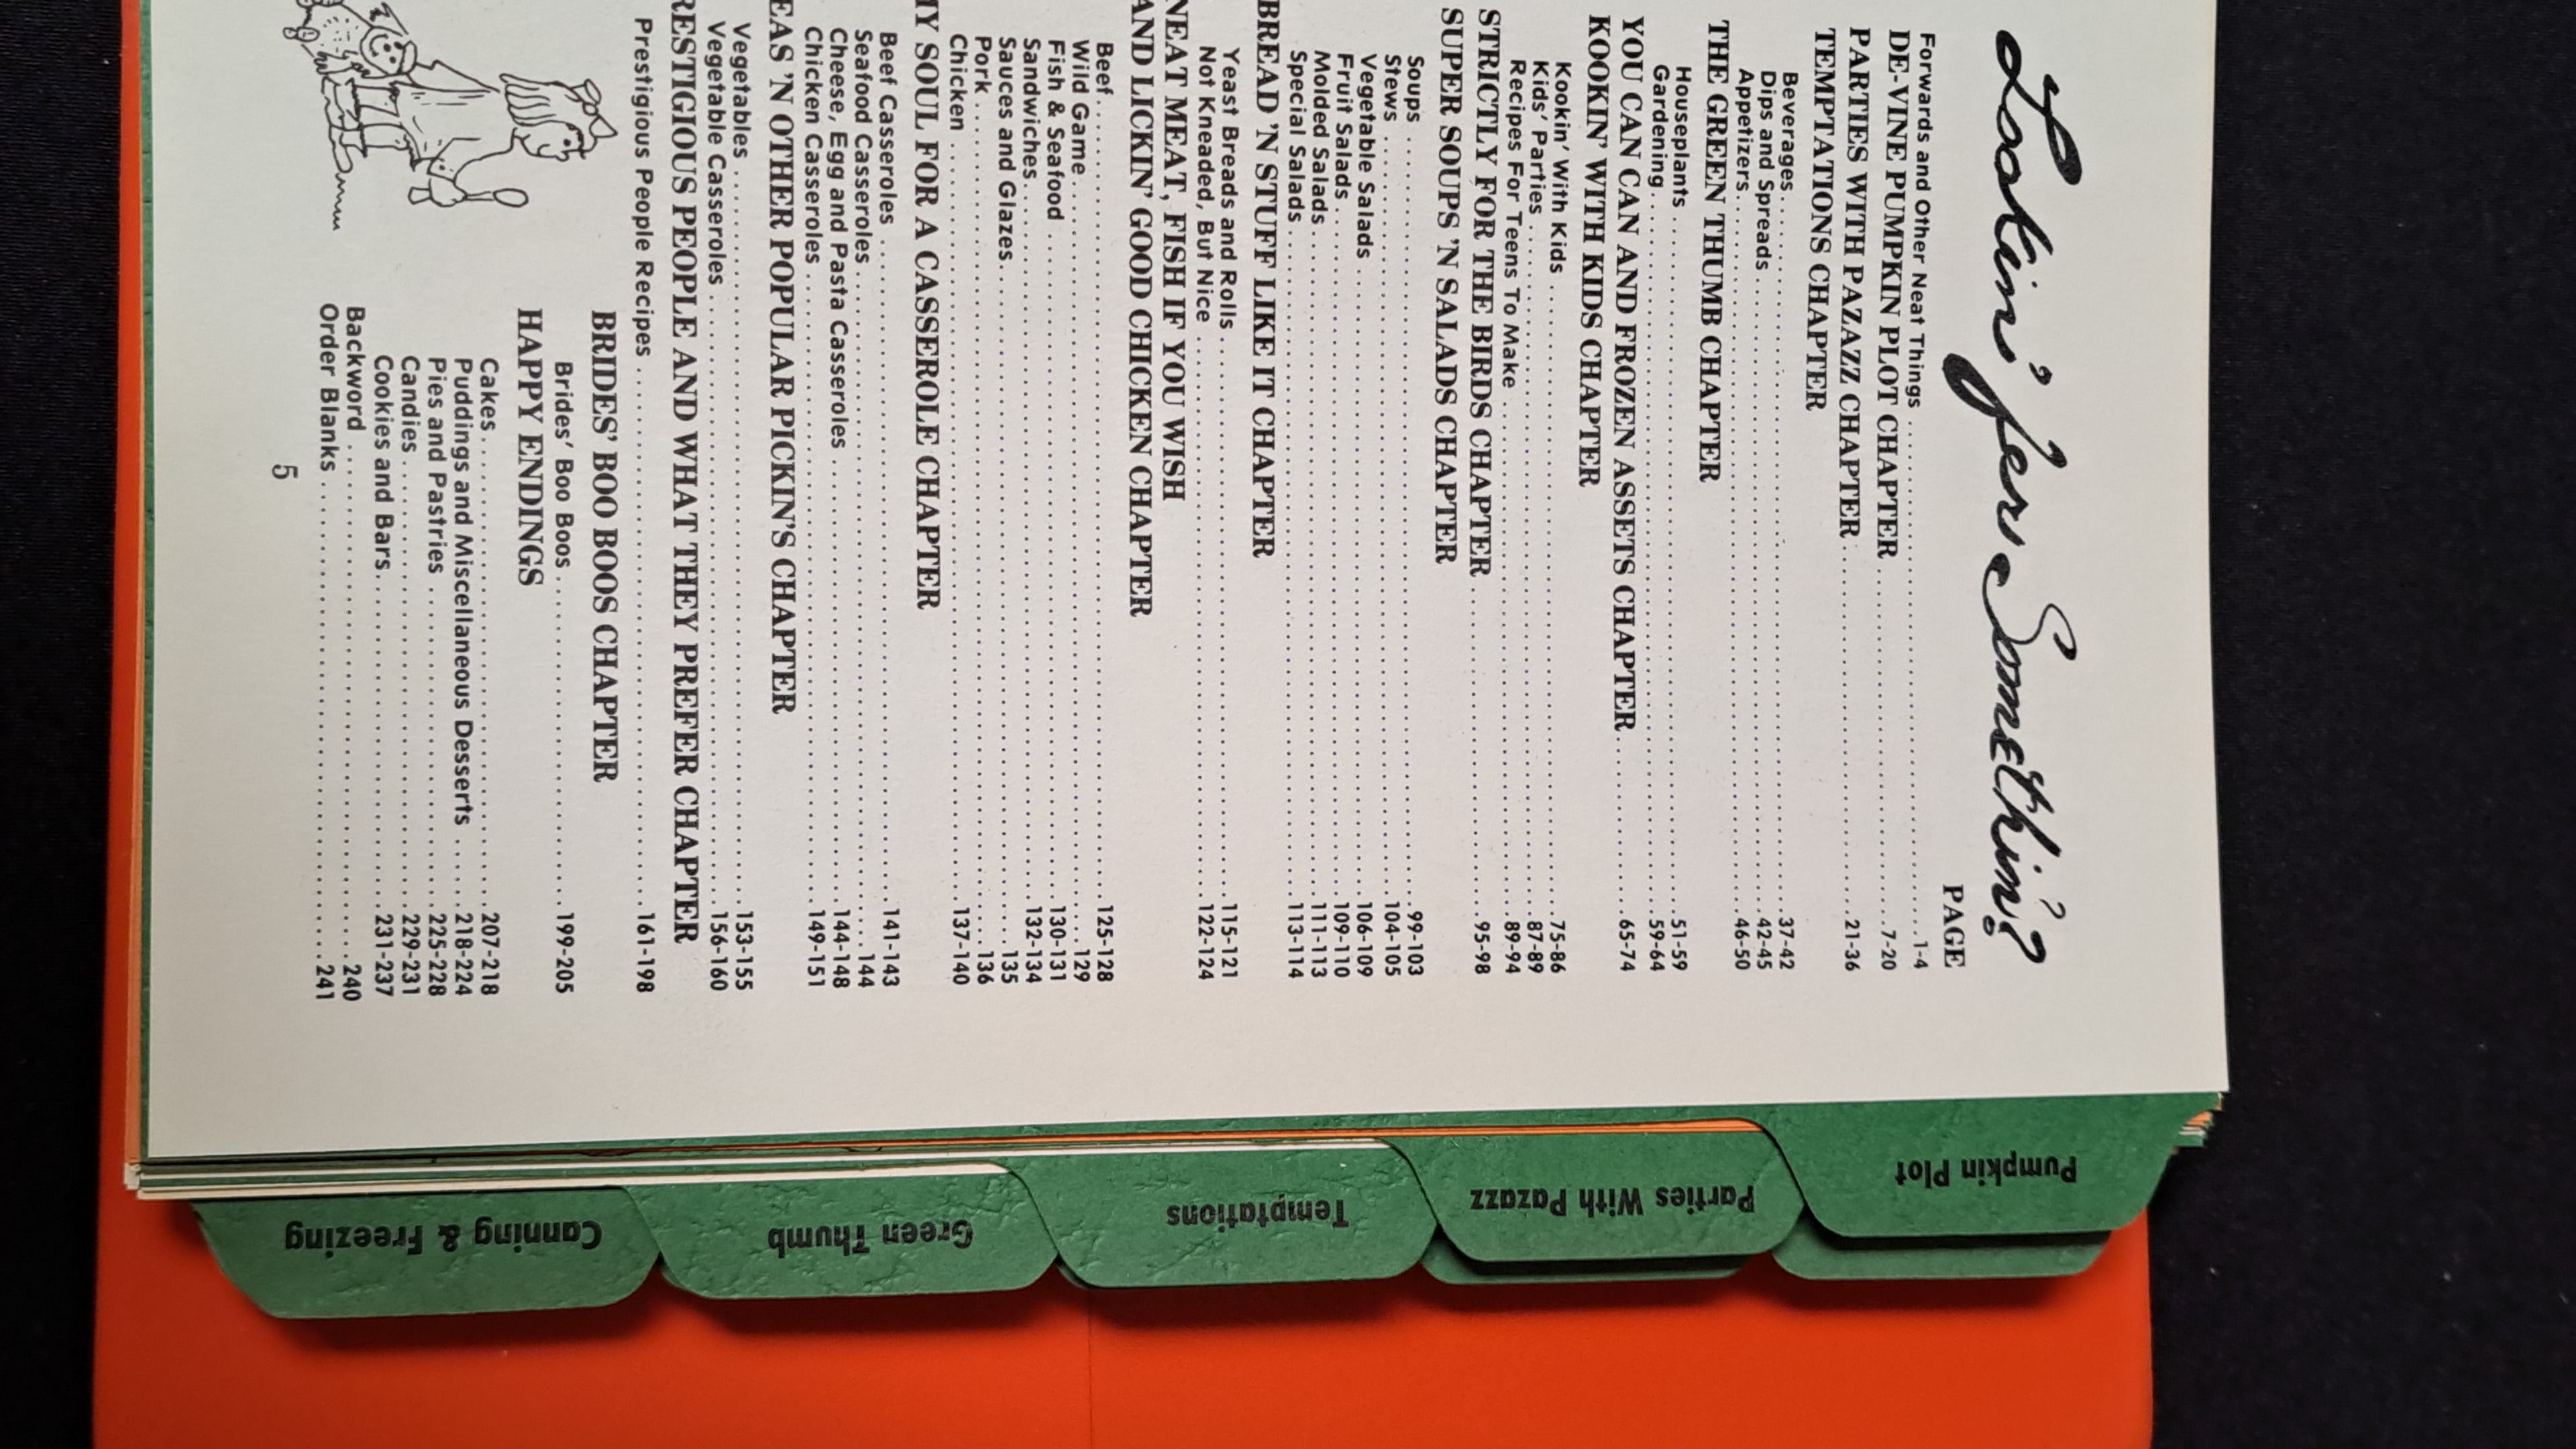 Lookin' fer Somethin'?
PAGE
Forwards and Other Neat Things ..... 1-4
DE-VINE PUMPKIN PLOT CHAPTER ..... 7-20
PARTIES WITH PAZAZZ CHAPTER ..... 21-36
TEMPTATIONS CHAPTER
Beverages ..... 37-42
Dips and Spreads ..... 42-45
Appetizers ..... 46-50
THE GREEN THUMB CHAPTER
Houseplants ..... 51-59
Gardening ..... 59-64
YOU CAN CAN AND FROZEN ASSETS CHAPTER ..... 65-74
KOOKIN' WITH KIDS CHAPTER
Kookin' With Kids ..... 75-86
Kids' Parties ..... 87-89
Recipes For Teens To Make ..... 89-94
STRICTLY FOR THE BIRDS CHAPTER ..... 95-98
SUPER SOUPS 'N SALADS CHAPTER
Soups ..... 99-103
Stews ..... 104-105
Vegetable Salads ..... 106-109
Fruit Salads ..... 109-110
Molded Salads ..... 111-113
Special Salads ..... 113-114
BREAD 'N STUFF LIKE IT CHAPTER
Yeast Breads and Rolls ..... 115-121
Not Kneaded, But Nice ..... 122-124
NEAT MEAT, FISH IF YOU WISH
AND LICKIN' GOOD CHICKEN CHAPTER
Beef ..... 125-128
Wild Game ..... 129
Fish & Seafood ..... 130-131
Sandwiches ..... 132-134
Sauces and Glazes ..... 135
Pork ..... 136
Chicken ..... 137-140
SOUL FOR A CASSEROLE CHAPTER
Beef Casseroles ..... 141-143
Seafood Casseroles ..... 144
Cheese, Egg and Pasta Casseroles ..... 144-148
Chicken Casseroles ..... 149-151
EAS 'N OTHER POPULAR PICKIN'S CHAPTER
Vegetables ..... 153-155
Vegetable Casseroles ..... 156-160
RESTIGIOUS PEOPLE AND WHAT THEY PREFER CHAPTER
Prestigious People Recipes ..... 161-198
BRIDES' BOO BOOS CHAPTER
Brides' Boo Boos ..... 199-205
HAPPY ENDINGS
Cakes ..... 207-218
Puddings and Miscellaneous Desserts ..... 218-224
Pies and Pastries ..... 225-228
Candies ..... 229-231
Cookies and Bars ..... 231-237
Backword ..... 240
Order Blanks ..... 241
5
Pumpkin Plot
Parties With Pazazz
Temptations
Green Thumb
Canning & Freezing